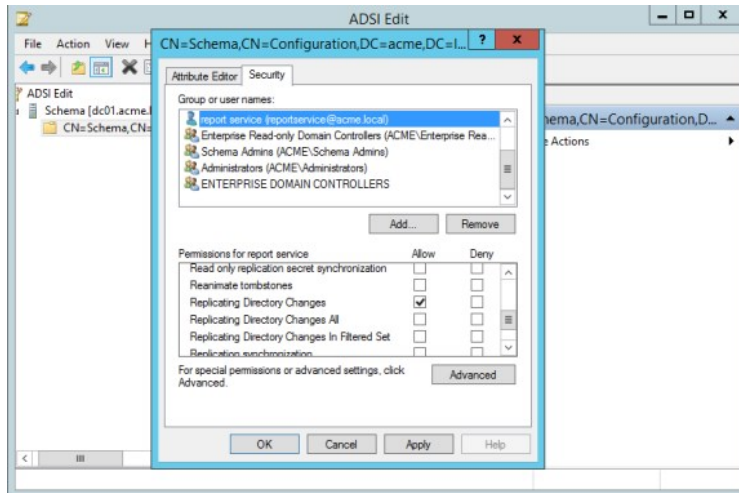 ADSI Edit
File Action View H
CN=Schema,CN=Configuration,DC=acme,DC=l... ?
Attribute Editor Security
ADSI Edit
Schema [dc01.acme.l
CN=Schema,CN=
Group or user names:
report service (reportservice@acme.local)
Enterprise Read-only Domain Controllers (ACME\Enterprise Rea...
Schema Admins (ACME\Schema Admins)
Administrators (ACME\Administrators)
ENTERPRISE DOMAIN CONTROLLERS
Add... Remove
Permissions for report service Allow Deny
Read only replication secret synchronization
Reanimate tombstones
Replicating Directory Changes
Replicating Directory Changes All
Replicating Directory Changes In Filtered Set
Replication synchronization
For special permissions or advanced settings, click
Advanced.
Advanced
OK Cancel Apply Help
hema,CN=Configuration,D...
e Actions